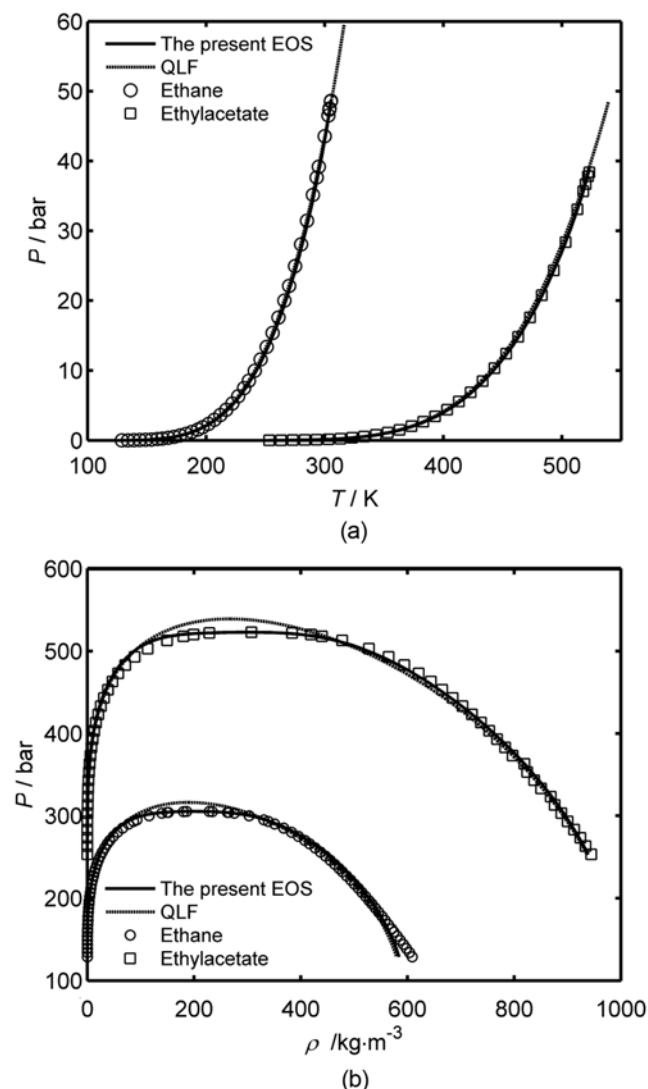 60
50
40
30
20
10
0
P / bar
The present EOS
QLF
Ethane
Ethylacetate
100 200 300 400 500
T / K
(a)
600
500
400
300
200
100
P / bar
The present EOS
QLF
Ethane
Ethylacetate
0 200 400 600 800 1000
ρ /kg·m⁻³
(b)